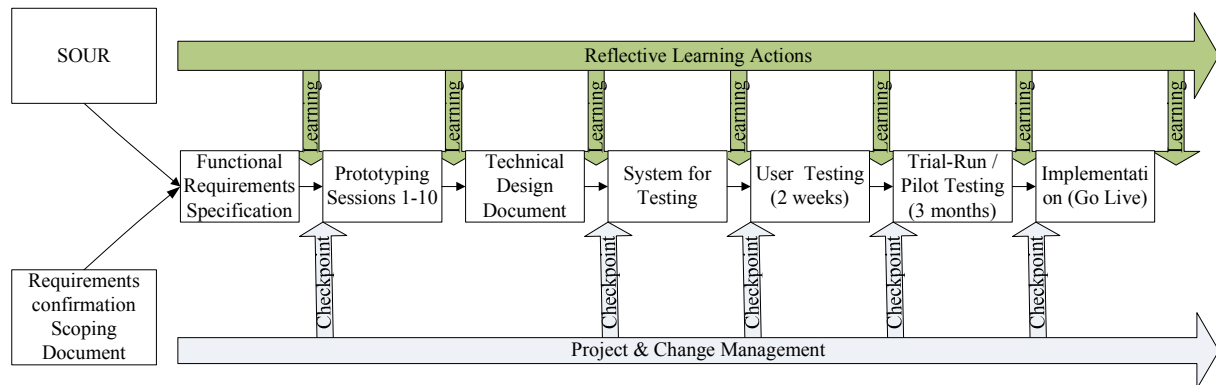 SOUR
Reflective Learning Actions
Learning
Learning
Learning
Learning
Learning
Learning
Learning
Functional
Requirements
Specification
Prototyping
Sessions 1-10
Technical
Design
Document
System for
Testing
User Testing
(2 weeks)
Trial-Run /
Pilot Testing
(3 months)
Implementati
on (Go Live)
Requirements
confirmation
Scoping
Document
Checkpoint
Checkpoint
Checkpoint
Checkpoint
Checkpoint
Project & Change Management